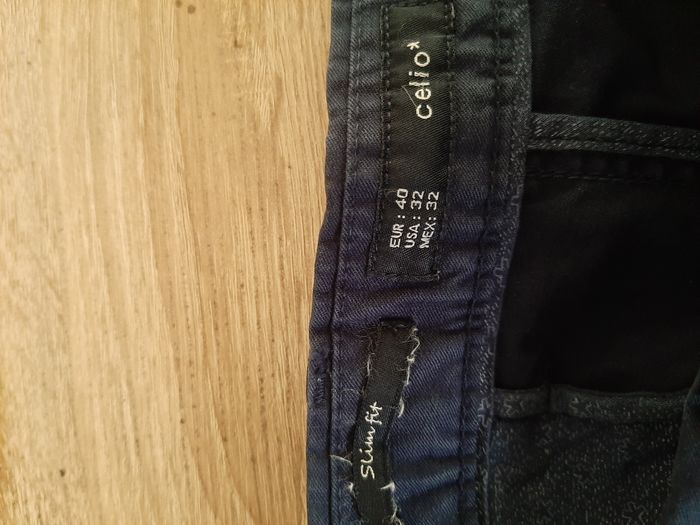 celio*
EUR: 40
USA: 32
MEX: 32
Slim fit